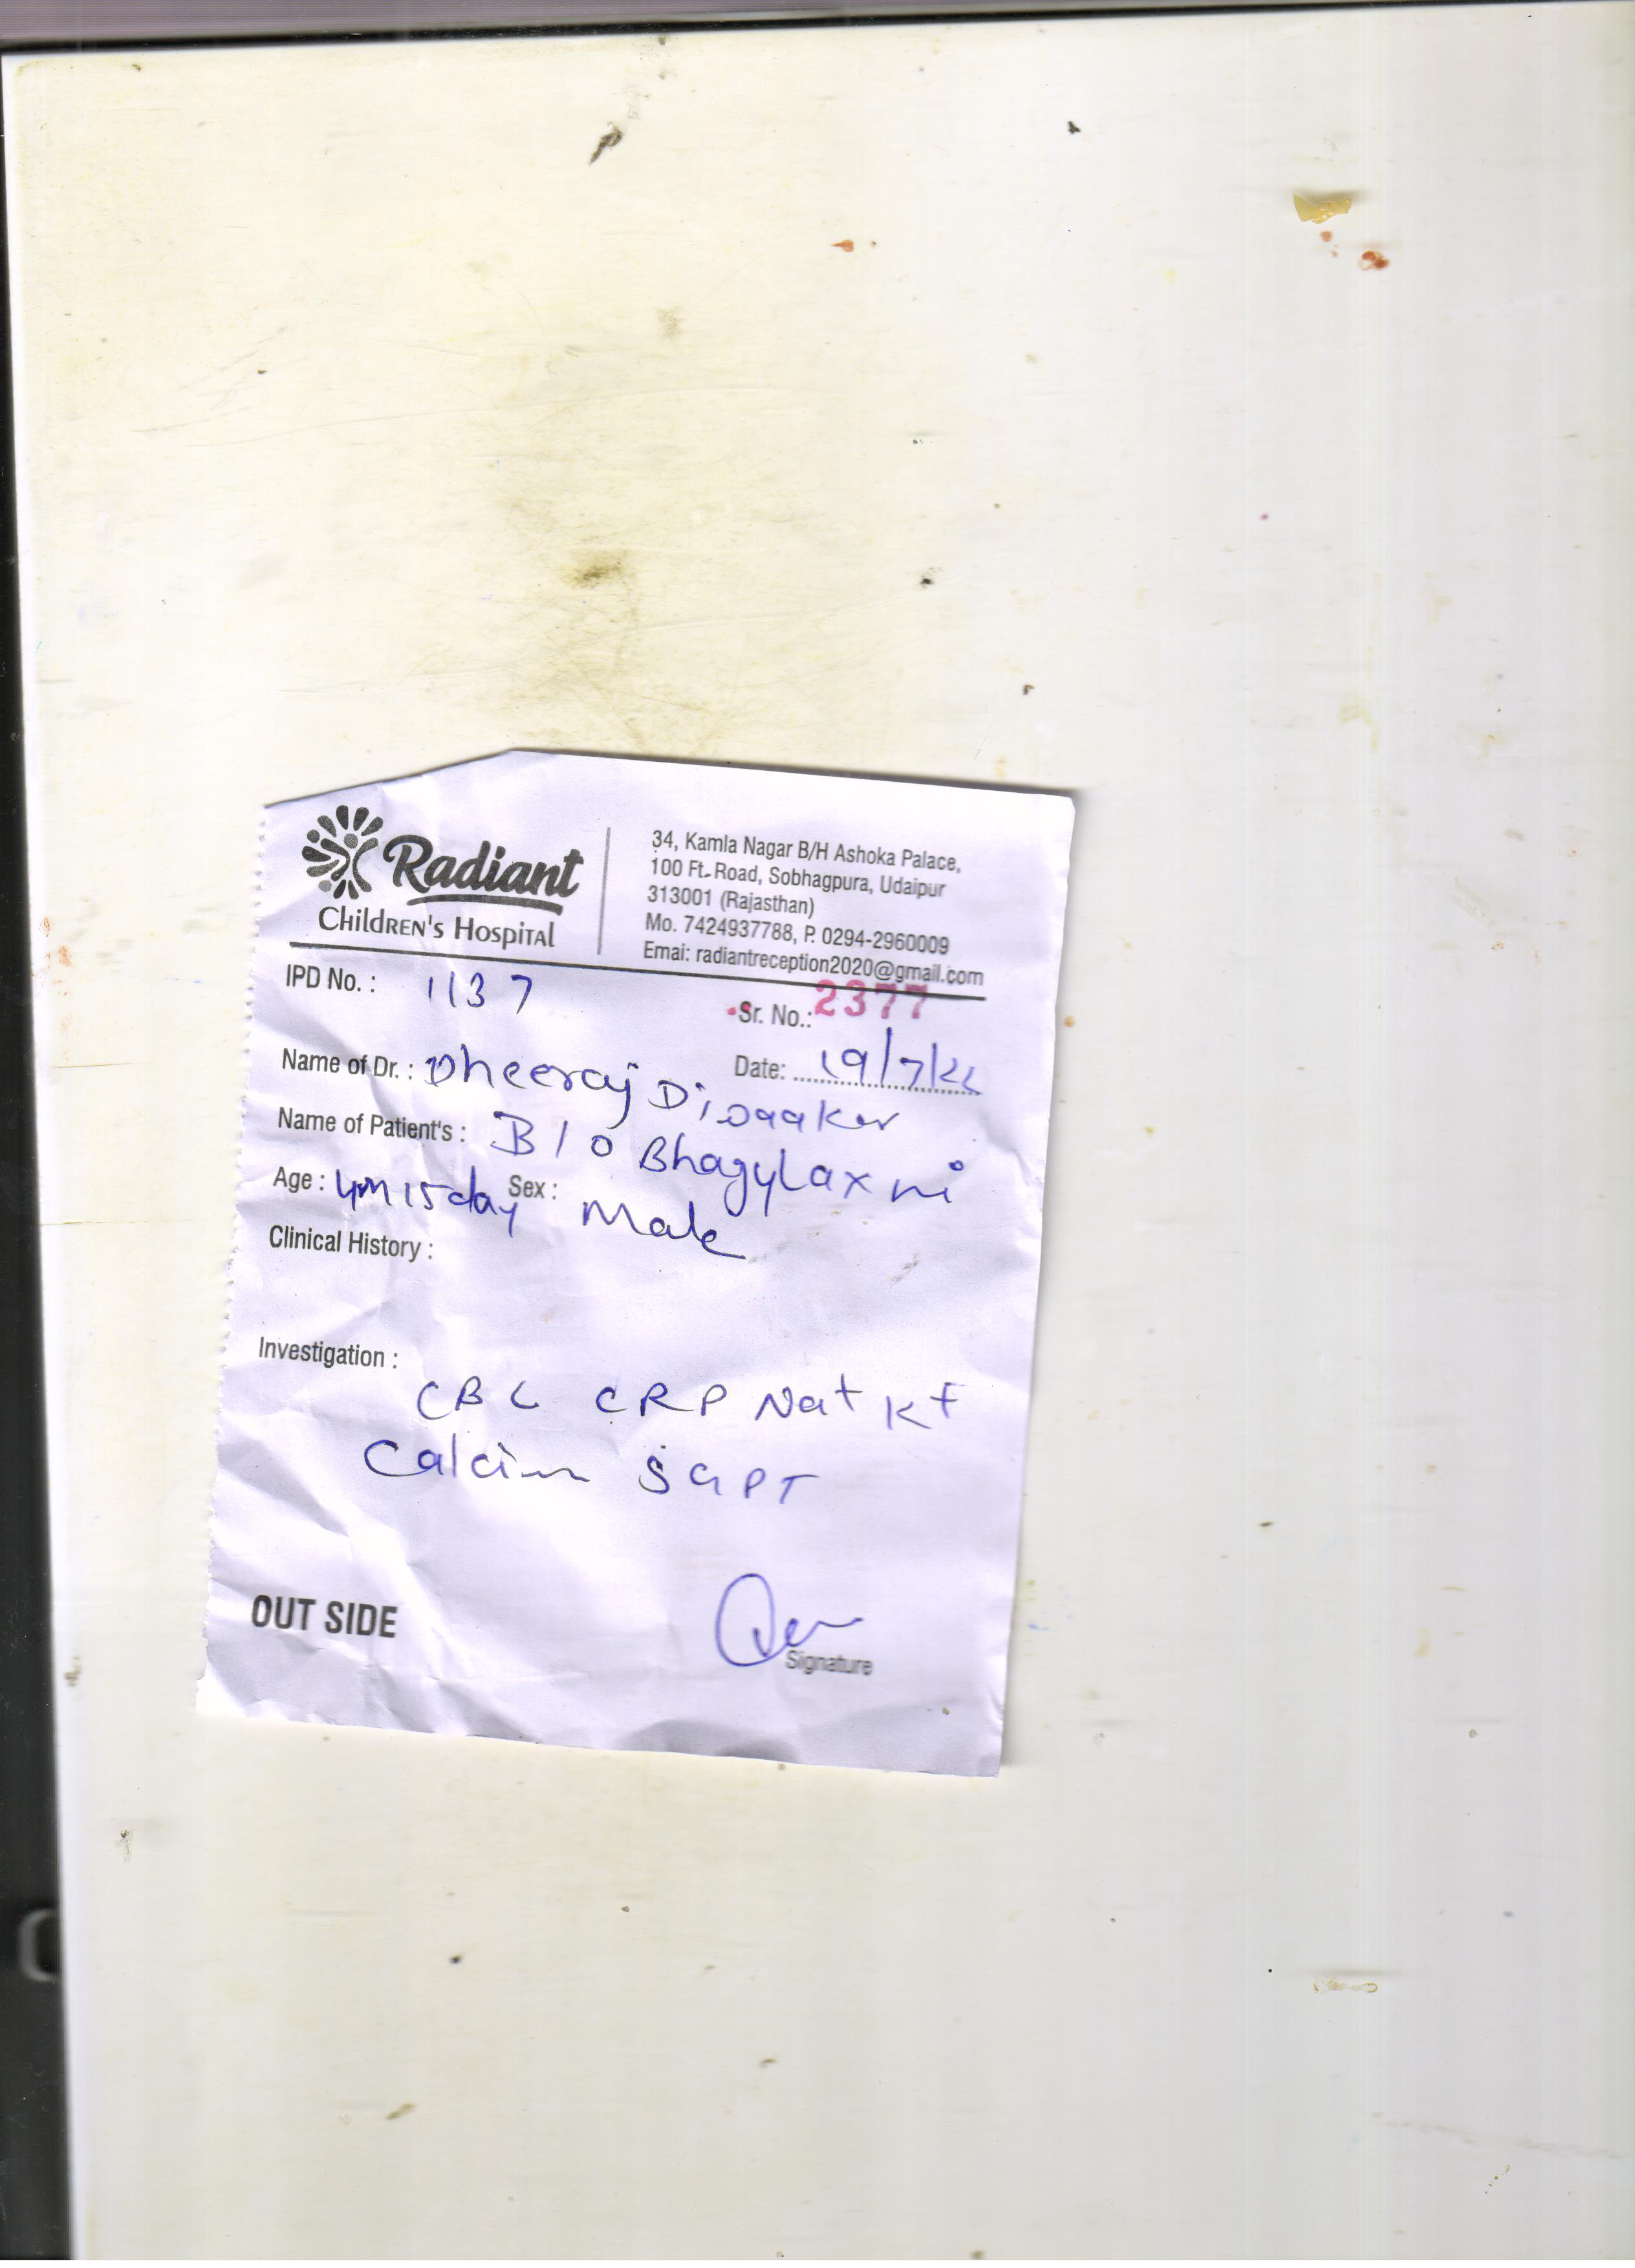 Radiant
Children's Hospital
34, Kamla Nagar B/H Ashoka Palace,
100 Ft. Road, Sobhagpura, Udaipur
313001 (Rajasthan)
Mo. 7424937788, P. 0294-2960009
Emai: radiantreception2020@gmail.com
IPD No. : 1137
Sr. No.: 2377
Name of Dr. : Dheeraj Divaaker
Date: 19/7/22
Name of Patient's : B/O Bhagylaxmi
Age : 4m 15 day Sex : Male
Clinical History :
Investigation :
CBC CRP Na+ K+
Calcium SGPT
OUT SIDE
Signature